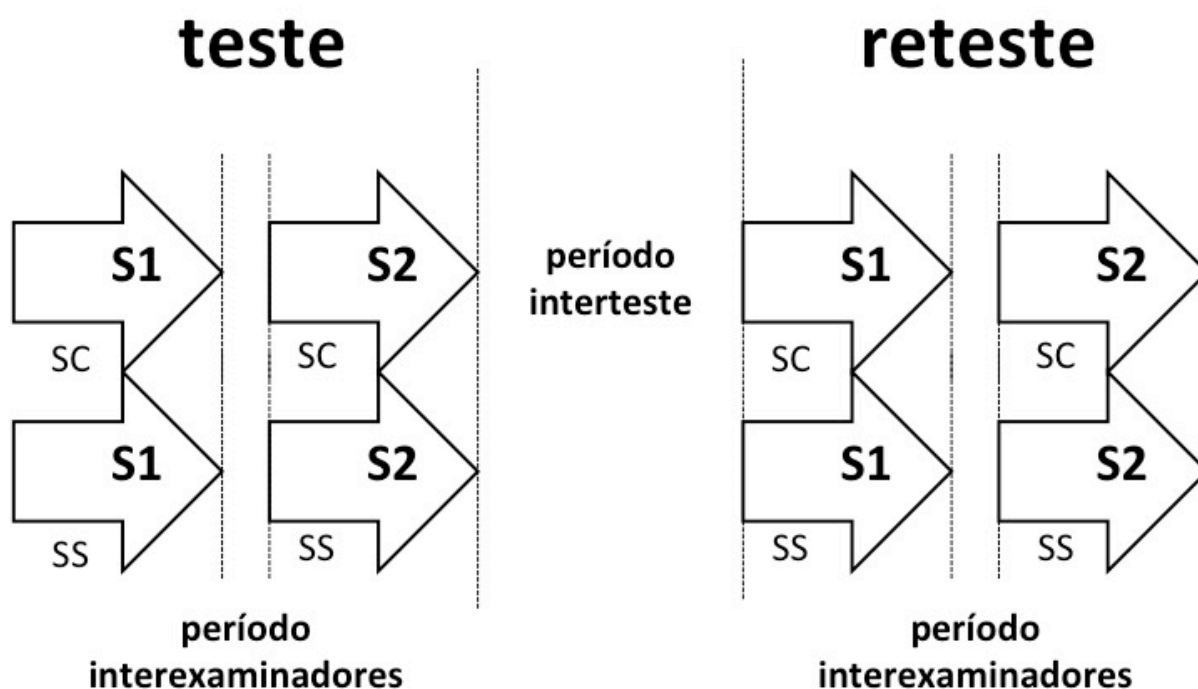 teste
reteste
S1
S2
período
interteste
S1
S2
SC
SC
SC
SC
S1
S2
S1
S2
SS
SS
SS
SS
período
interexaminadores
período
interexaminadores